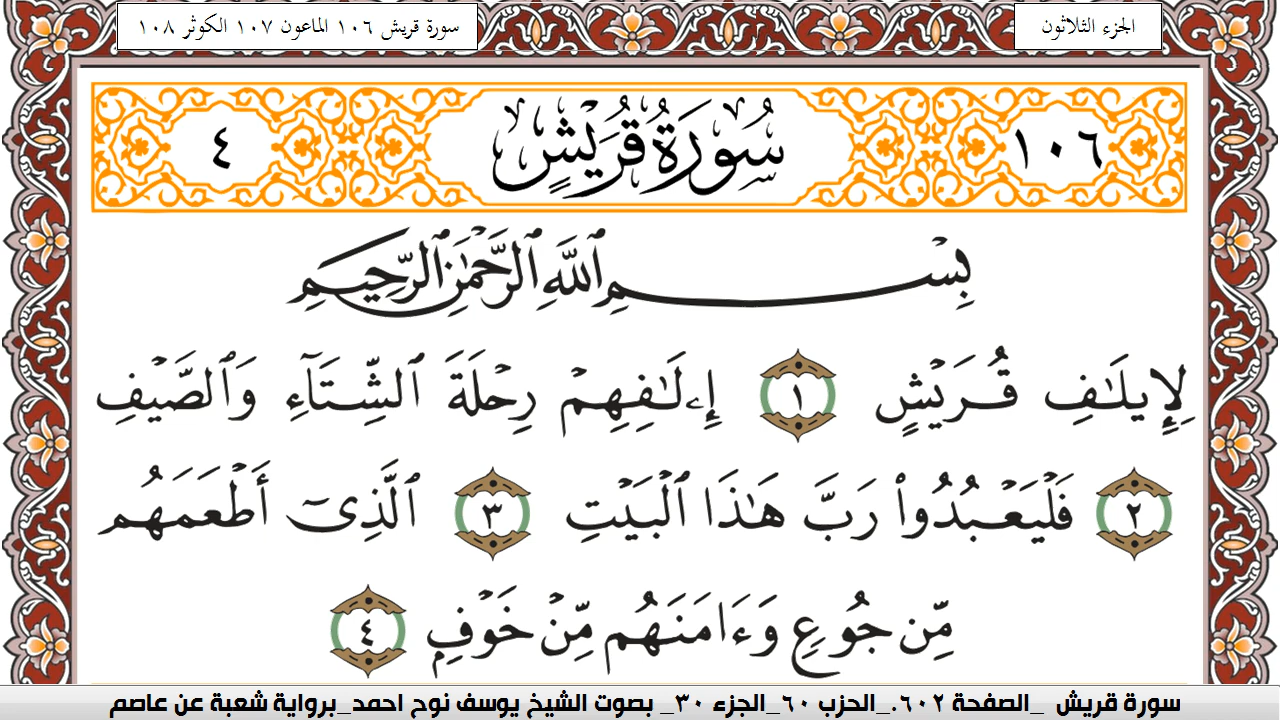 الجزء الثلاثون
سورة قريش ١٠٦ الماعون ١٠٧ الكوثر ١٠٨
١٠٦ سُورَةُ قُرَيْشٍ ٤
بِسْمِ ٱللَّهِ ٱلرَّحْمَٰنِ ٱلرَّحِيمِ
لِإِيلَٰفِ قُرَيْشٍ ١ إِۦلَٰفِهِمْ رِحْلَةَ ٱلشِّتَآءِ وَٱلصَّيْفِ
٢ فَلْيَعْبُدُوا۟ رَبَّ هَٰذَا ٱلْبَيْتِ ٣ ٱلَّذِىٓ أَطْعَمَهُم
مِّن جُوعٍ وَءَامَنَهُم مِّنْ خَوْفٍ ٤
سورة قريش _الصفحة ٦٠٢._الحزب ٦٠_الجزء ٣٠_ بصوت الشيخ يوسف نوح احمد_برواية شعبة عن عاصم